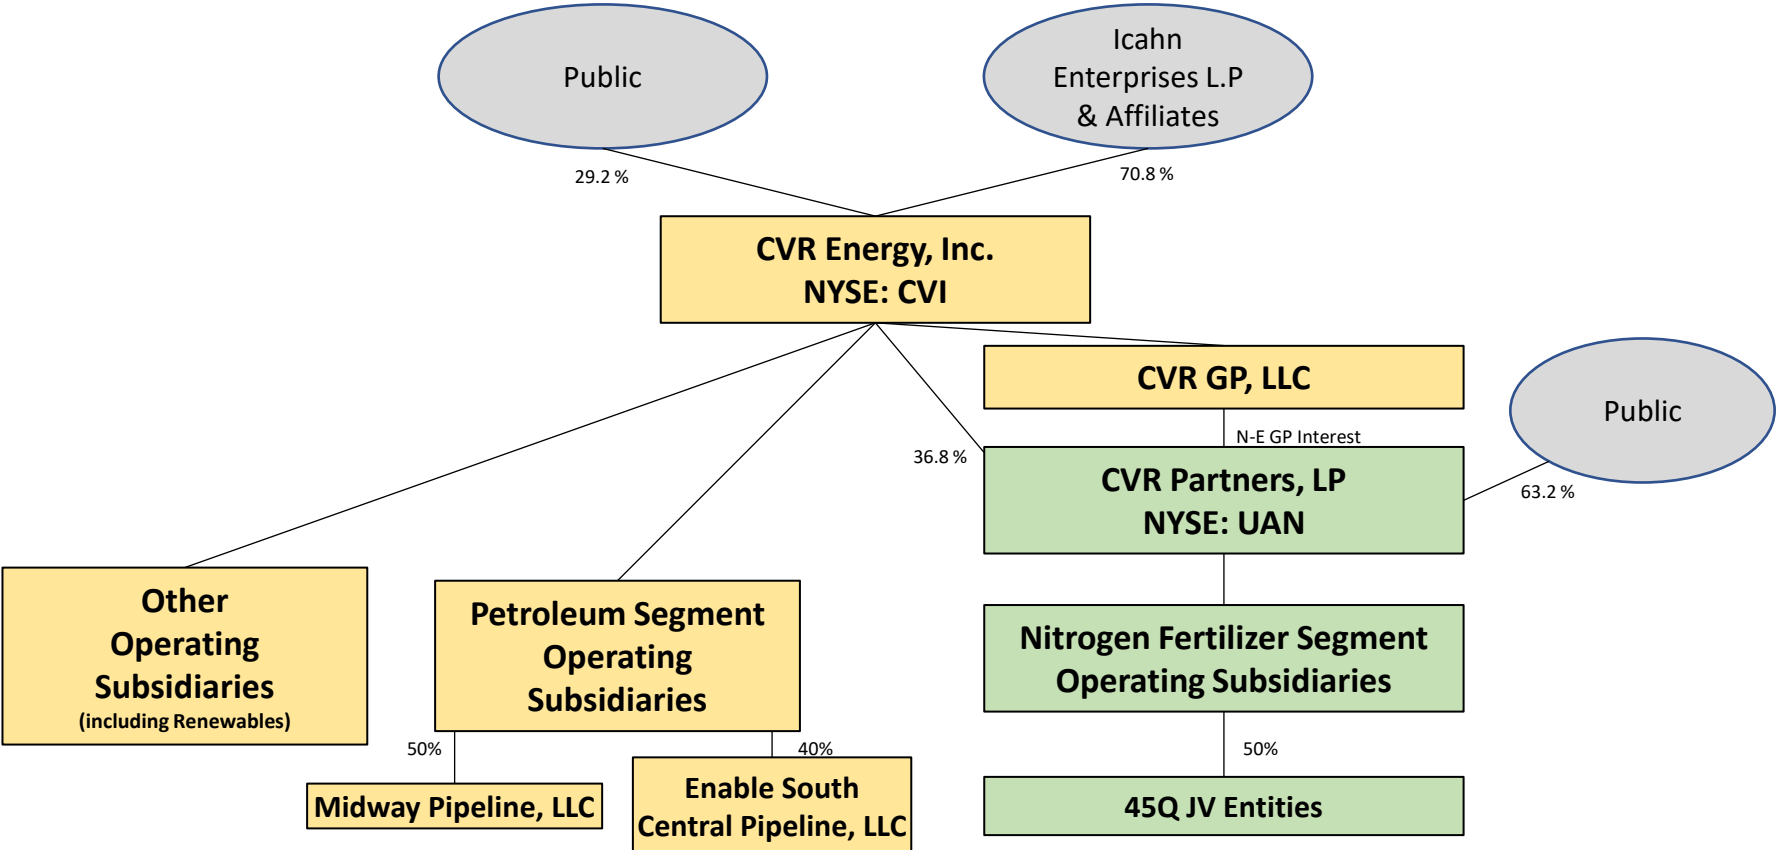 Public
Icahn
Enterprises L.P
& Affiliates
29.2 %
70.8 %
CVR Energy, Inc.
NYSE: CVI
CVR GP, LLC
Public
N-E GP Interest
36.8 %
CVR Partners, LP
NYSE: UAN
63.2 %
Other
Operating
Subsidiaries
(including Renewables)
Petroleum Segment
Operating
Subsidiaries
Nitrogen Fertilizer Segment
Operating Subsidiaries
50%
40%
50%
Midway Pipeline, LLC
Enable South
Central Pipeline, LLC
45Q JV Entities